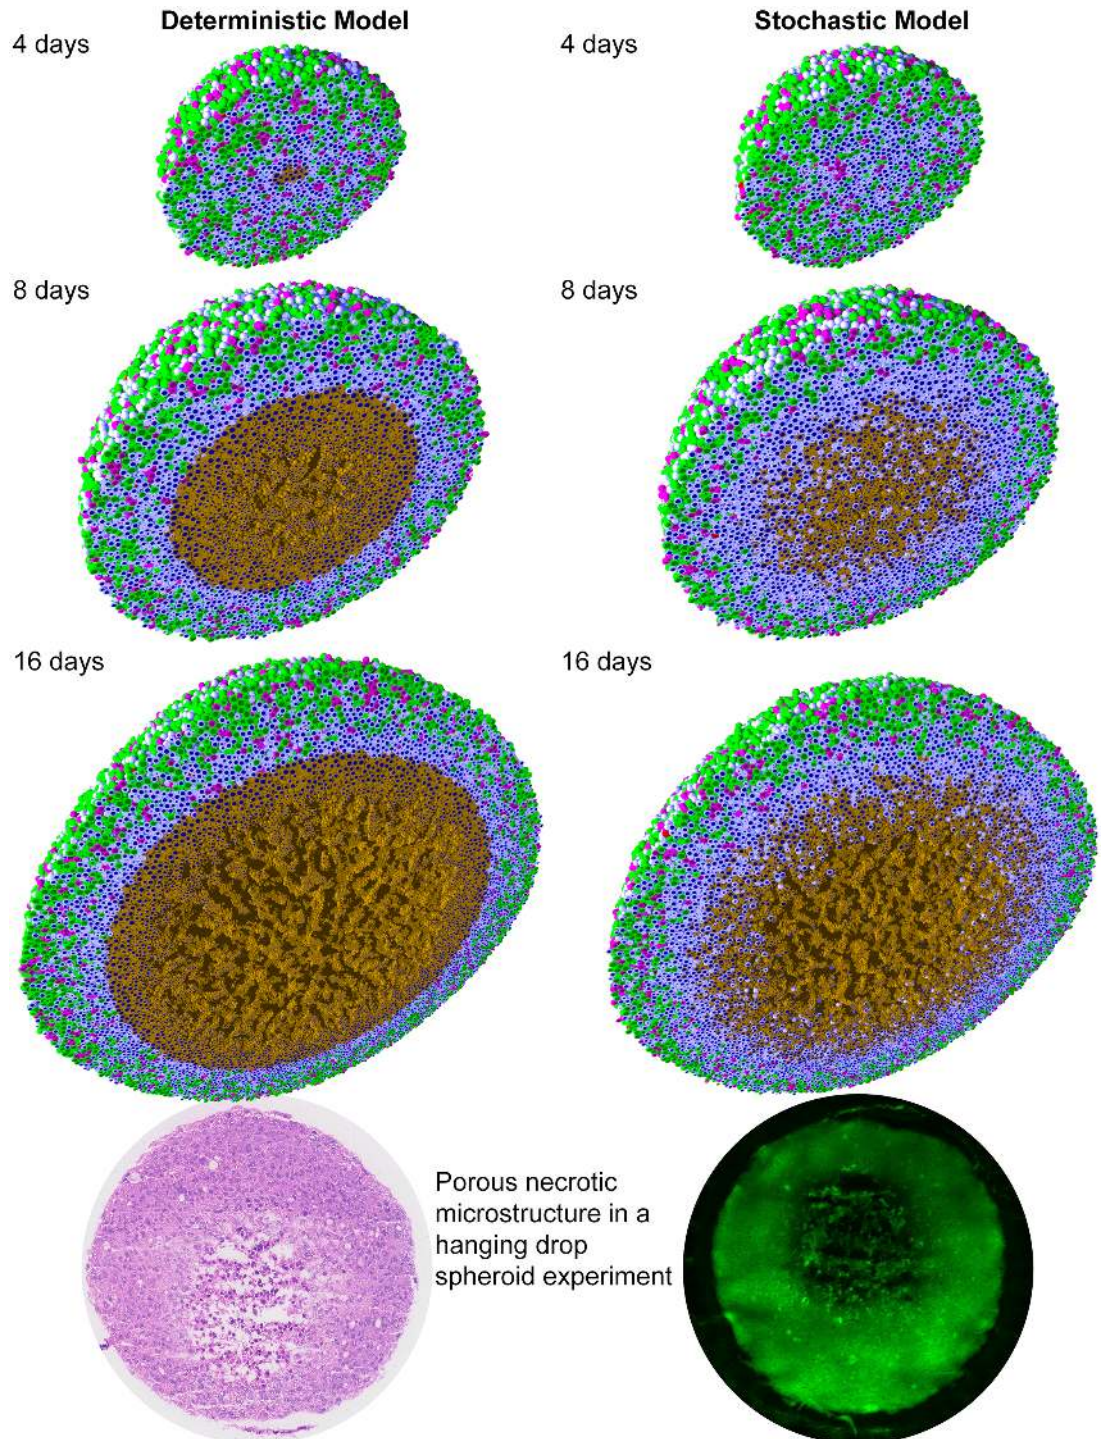 Deterministic Model
Stochastic Model
4 days
4 days
8 days
8 days
16 days
16 days
Porous necrotic
microstructure in a
hanging drop
spheroid experiment